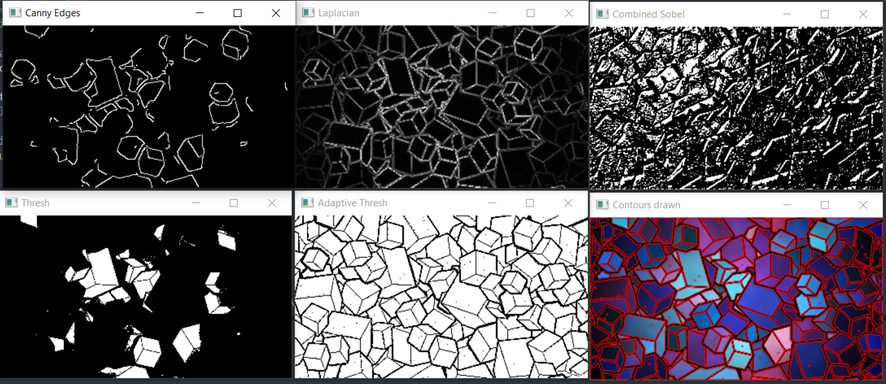 Canny Edges
Laplacian
Combined Sobel
Thresh
Adaptive Thresh
Contours drawn